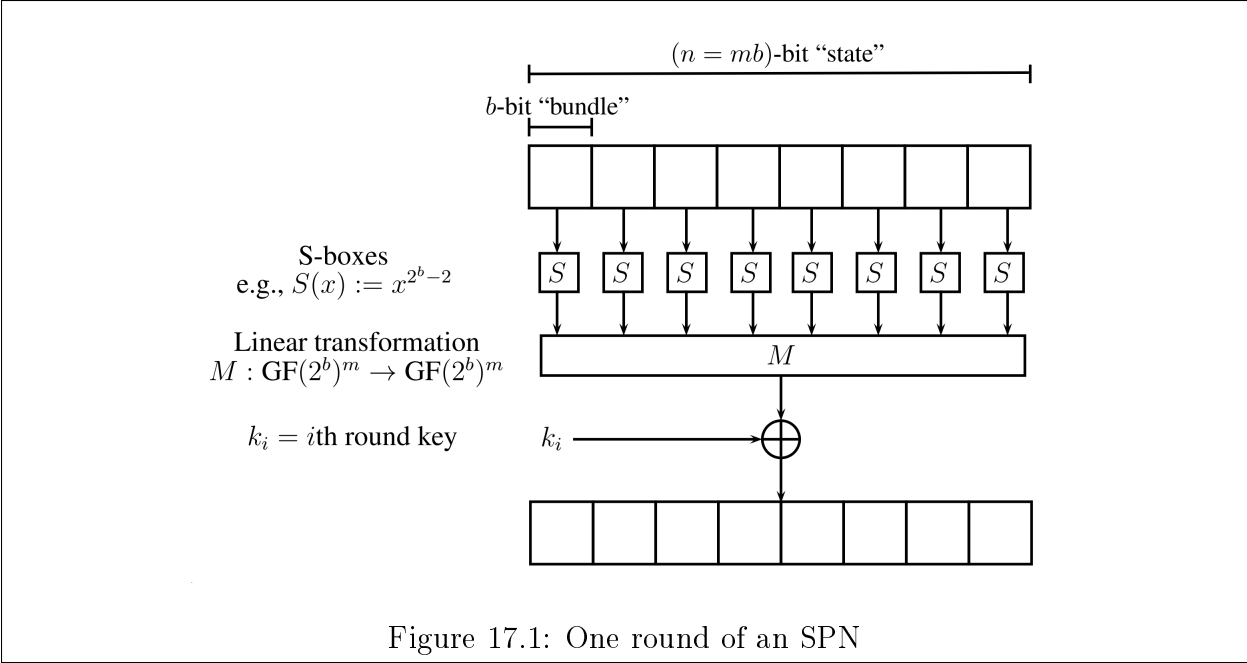 (n = mb)-bit “state”
b-bit “bundle”
S-boxes
e.g., S(x) := x^{2^b−2}
S S S S S S S S
Linear transformation
M : GF(2^b)^m → GF(2^b)^m
M
k_i = ith round key
k_i
Figure 17.1: One round of an SPN